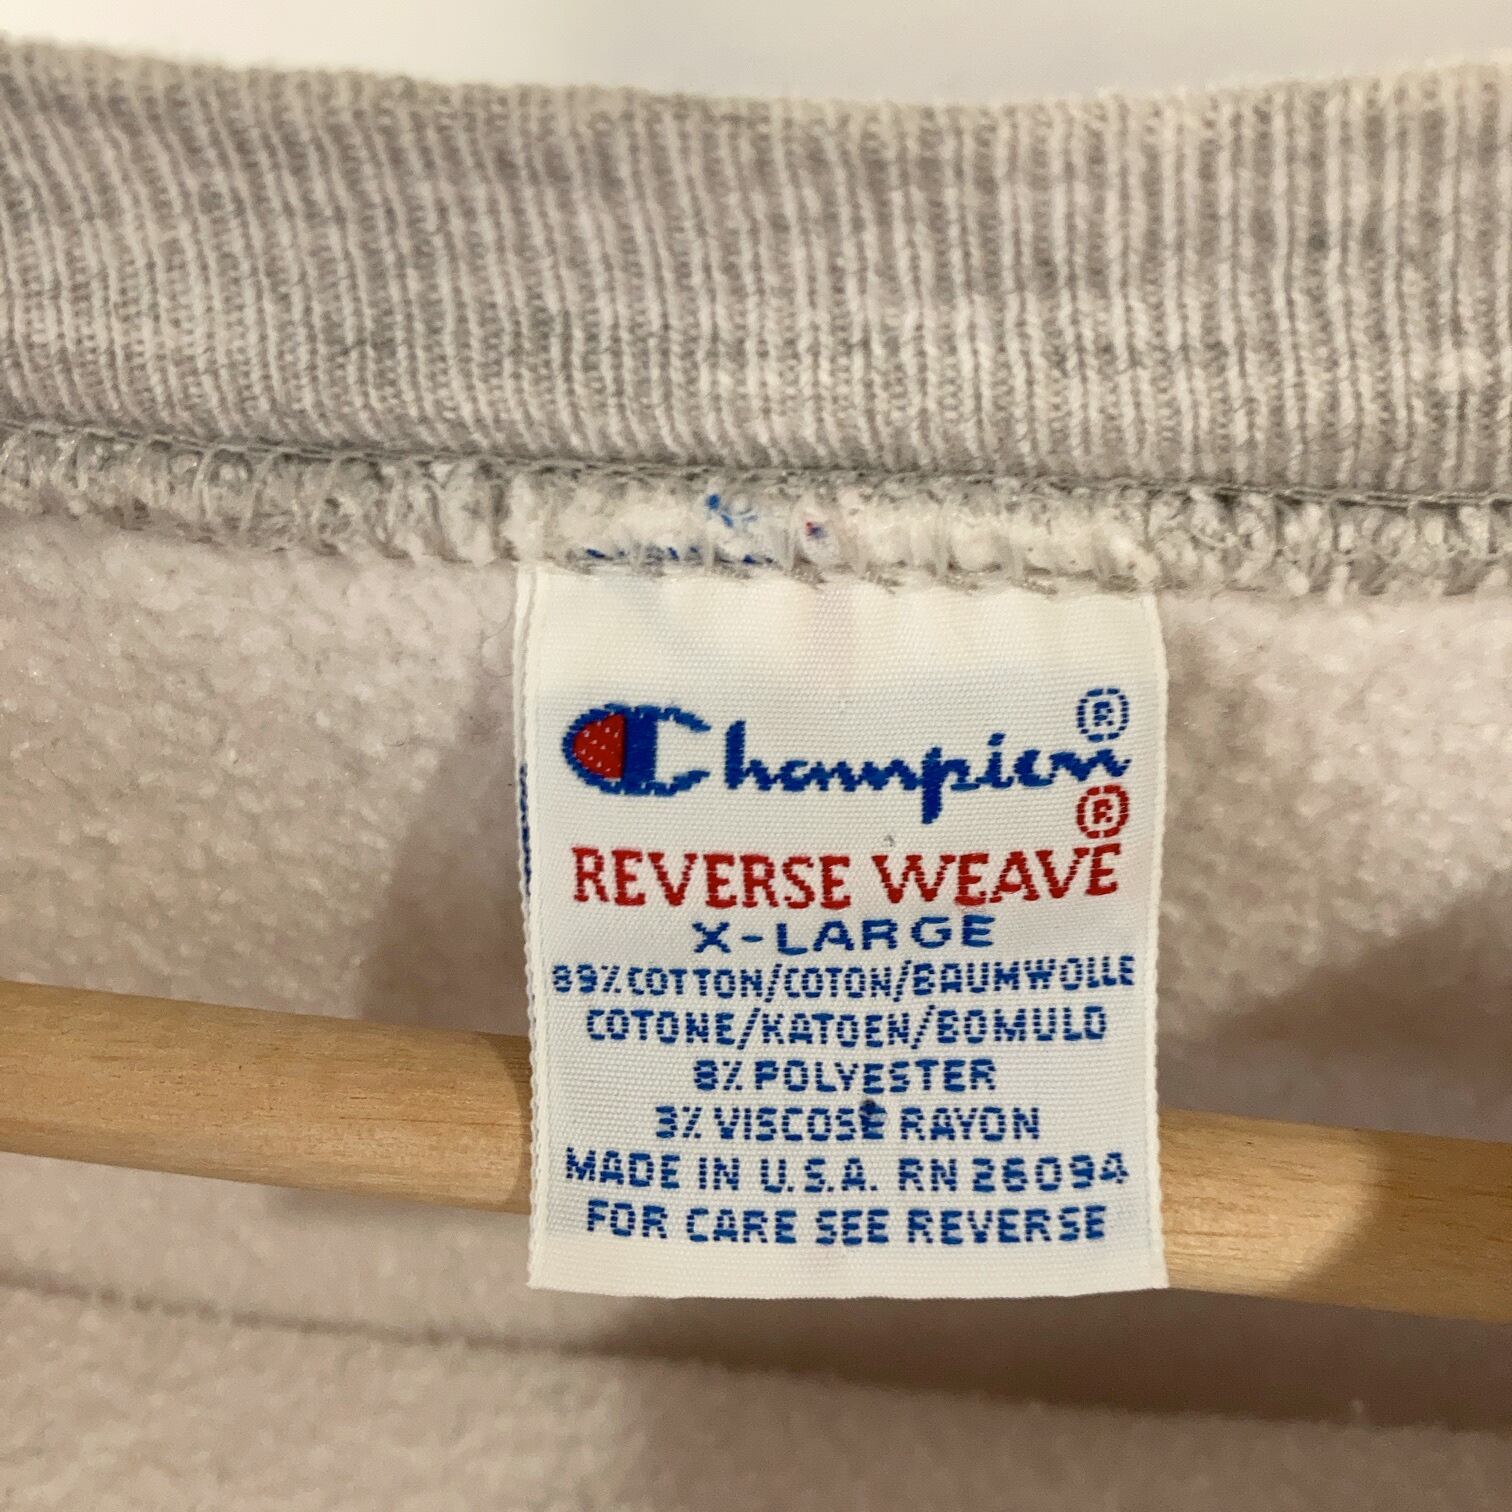 Champion®
REVERSE WEAVE®
X-LARGE
89% COTTON/COTON/BAUMWOLLE
COTONE/KATOEN/BOMULD
8% POLYESTER
3% VISCOSE RAYON
MADE IN U.S.A. RN 26094
FOR CARE SEE REVERSE